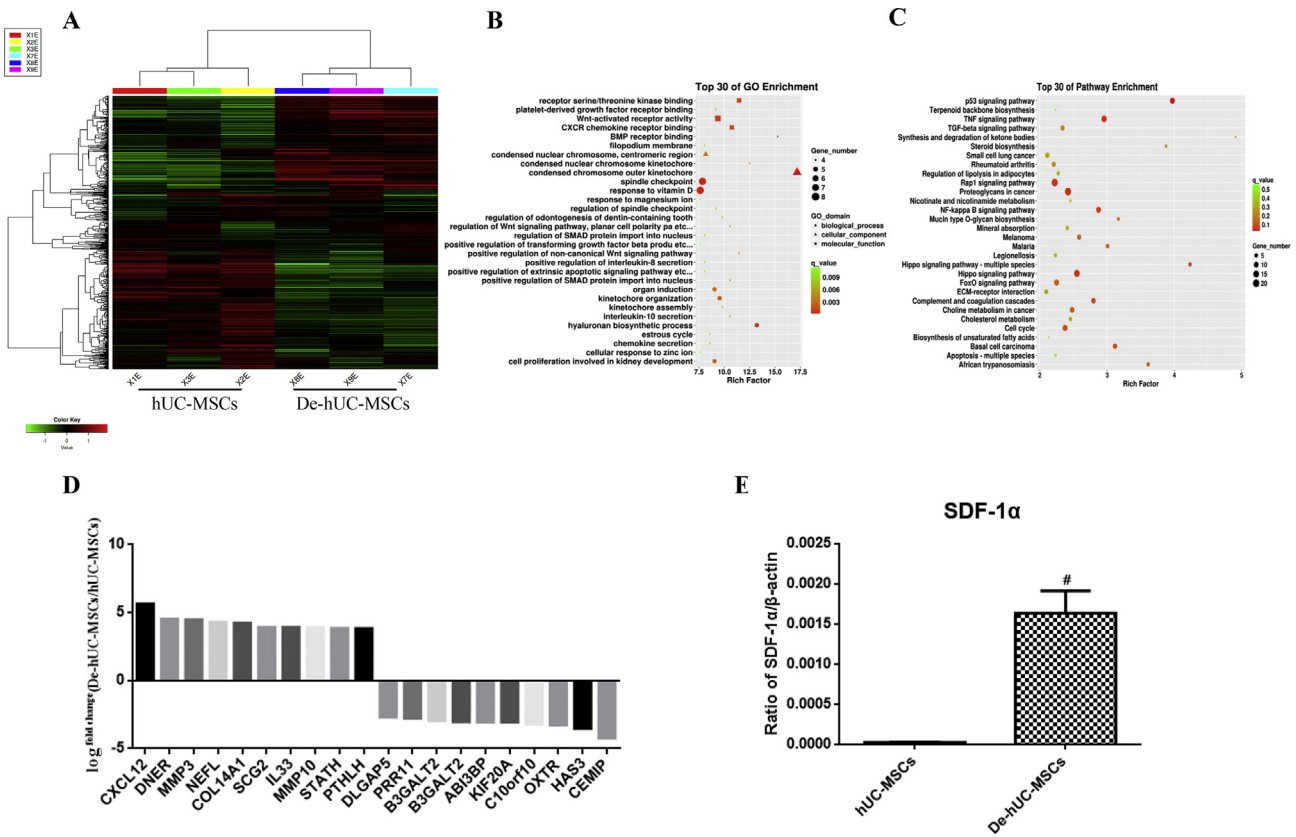 A
X1E
X2E
X3E
X7E
X8E
X9E
X1E
X3E
X2E
X8E
X9E
X7E
hUC-MSCs
De-hUC-MSCs
Color Key
-1
0
1
Value
B
Top 30 of GO Enrichment
receptor serine/threonine kinase binding
platelet-derived growth factor receptor binding
Wnt-activated receptor activity
CXCR chemokine receptor binding
BMP receptor binding
filopodium membrane
condensed nuclear chromosome, centromeric region
condensed nuclear chromosome kinetochore
condensed chromosome outer kinetochore
spindle checkpoint
response to vitamin D
response to magnesium ion
regulation of spindle checkpoint
regulation of odontogenesis of dentin-containing tooth
regulation of Wnt signaling pathway, planar cell polarity pa etc...
regulation of SMAD protein import into nucleus
positive regulation of transforming growth factor beta produ etc...
positive regulation of non-canonical Wnt signaling pathway
positive regulation of interleukin-8 secretion
positive regulation of extrinsic apoptotic signaling pathway etc...
positive regulation of SMAD protein import into nucleus
organ induction
kinetochore organization
kinetochore assembly
interleukin-10 secretion
hyaluronan biosynthetic process
estrous cycle
chemokine secretion
cellular response to zinc ion
cell proliferation involved in kidney development
7.5
10.0
12.5
15.0
17.5
Rich Factor
Gene_number
4
5
6
7
8
GO_domain
biological_process
cellular_component
molecular_function
q_value
0.009
0.006
0.003
C
Top 30 of Pathway Enrichment
p53 signaling pathway
Terpenoid backbone biosynthesis
TNF signaling pathway
TGF-beta signaling pathway
Synthesis and degradation of ketone bodies
Steroid biosynthesis
Small cell lung cancer
Rheumatoid arthritis
Regulation of lipolysis in adipocytes
Rap1 signaling pathway
Proteoglycans in cancer
Nicotinate and nicotinamide metabolism
NF-kappa B signaling pathway
Mucin type O-glycan biosynthesis
Mineral absorption
Melanoma
Malaria
Legionellosis
Hippo signaling pathway - multiple species
Hippo signaling pathway
FoxO signaling pathway
ECM-receptor interaction
Complement and coagulation cascades
Choline metabolism in cancer
Cholesterol metabolism
Cell cycle
Biosynthesis of unsaturated fatty acids
Basal cell carcinoma
Apoptosis - multiple species
African trypanosomiasis
2
3
4
5
Rich Factor
q_value
0.5
0.4
0.3
0.2
0.1
Gene_number
5
10
15
20
D
log fold change (De-hUC-MSCs/hUC-MSCs)
10
5
0
-5
CXCL12
DNER
MMP3
NEFL
COL14A1
SCG2
IL33
MMP10
STATH
PTHLH
DLGAP5
PRR11
B3GALT2
B3GALT2
ABI3BP
KIF20A
C10orf10
OXTR
HAS3
CEMIP
E
SDF-1α
Ratio of SDF-1α/β-actin
0.0025
0.0020
0.0015
0.0010
0.0005
0.0000
#
hUC-MSCs
De-hUC-MSCs